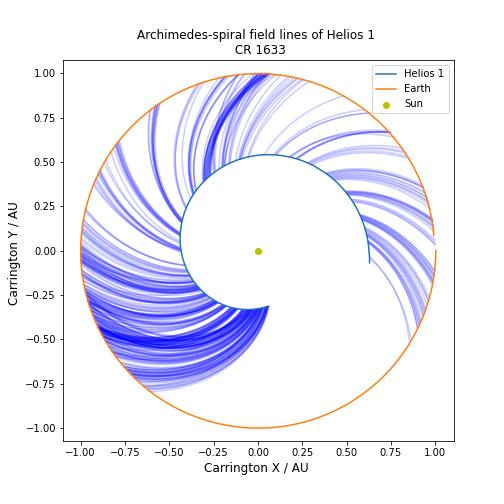 Archimedes-spiral field lines of Helios 1
CR 1633
Helios 1
Earth
Sun
Carrington Y / AU
1.00
0.75
0.50
0.25
0.00
−0.25
−0.50
−0.75
−1.00
−1.00 −0.75 −0.50 −0.25 0.00 0.25 0.50 0.75 1.00
Carrington X / AU